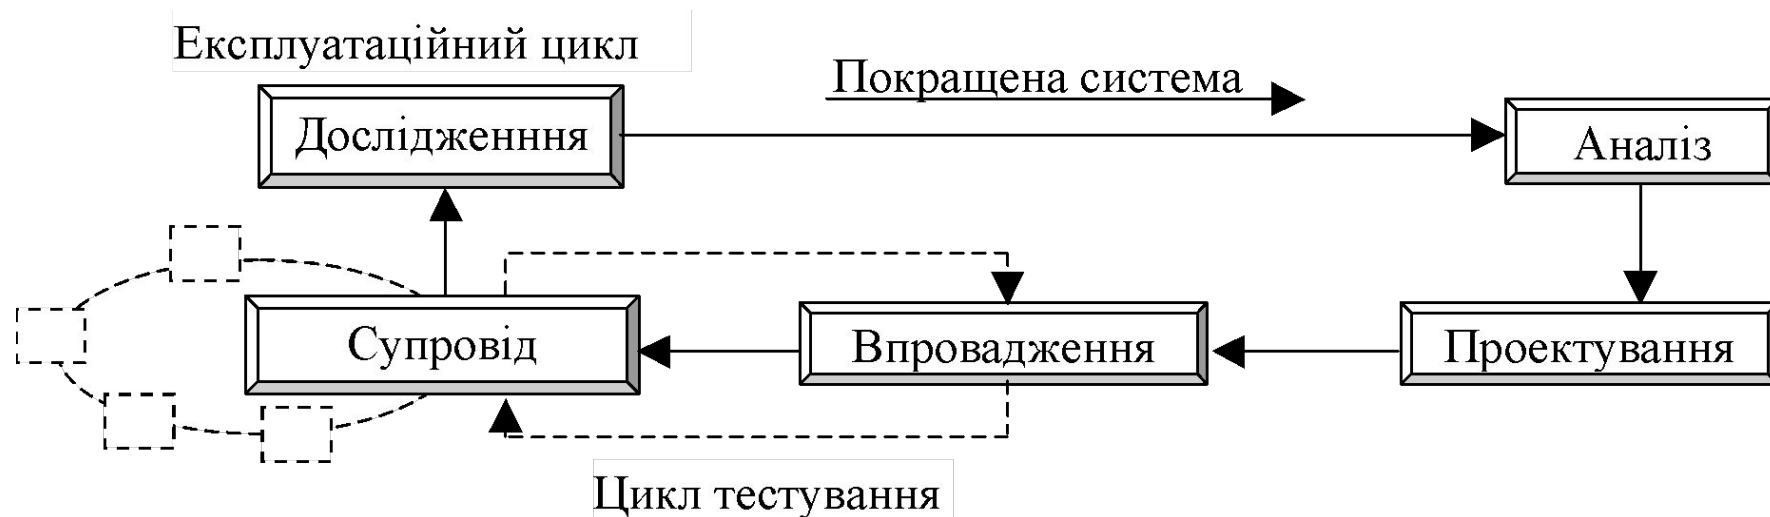 Експлуатаційний цикл
Покращена система
Дослідженння
Аналіз
Супровід
Впровадження
Проектування
Цикл тестування